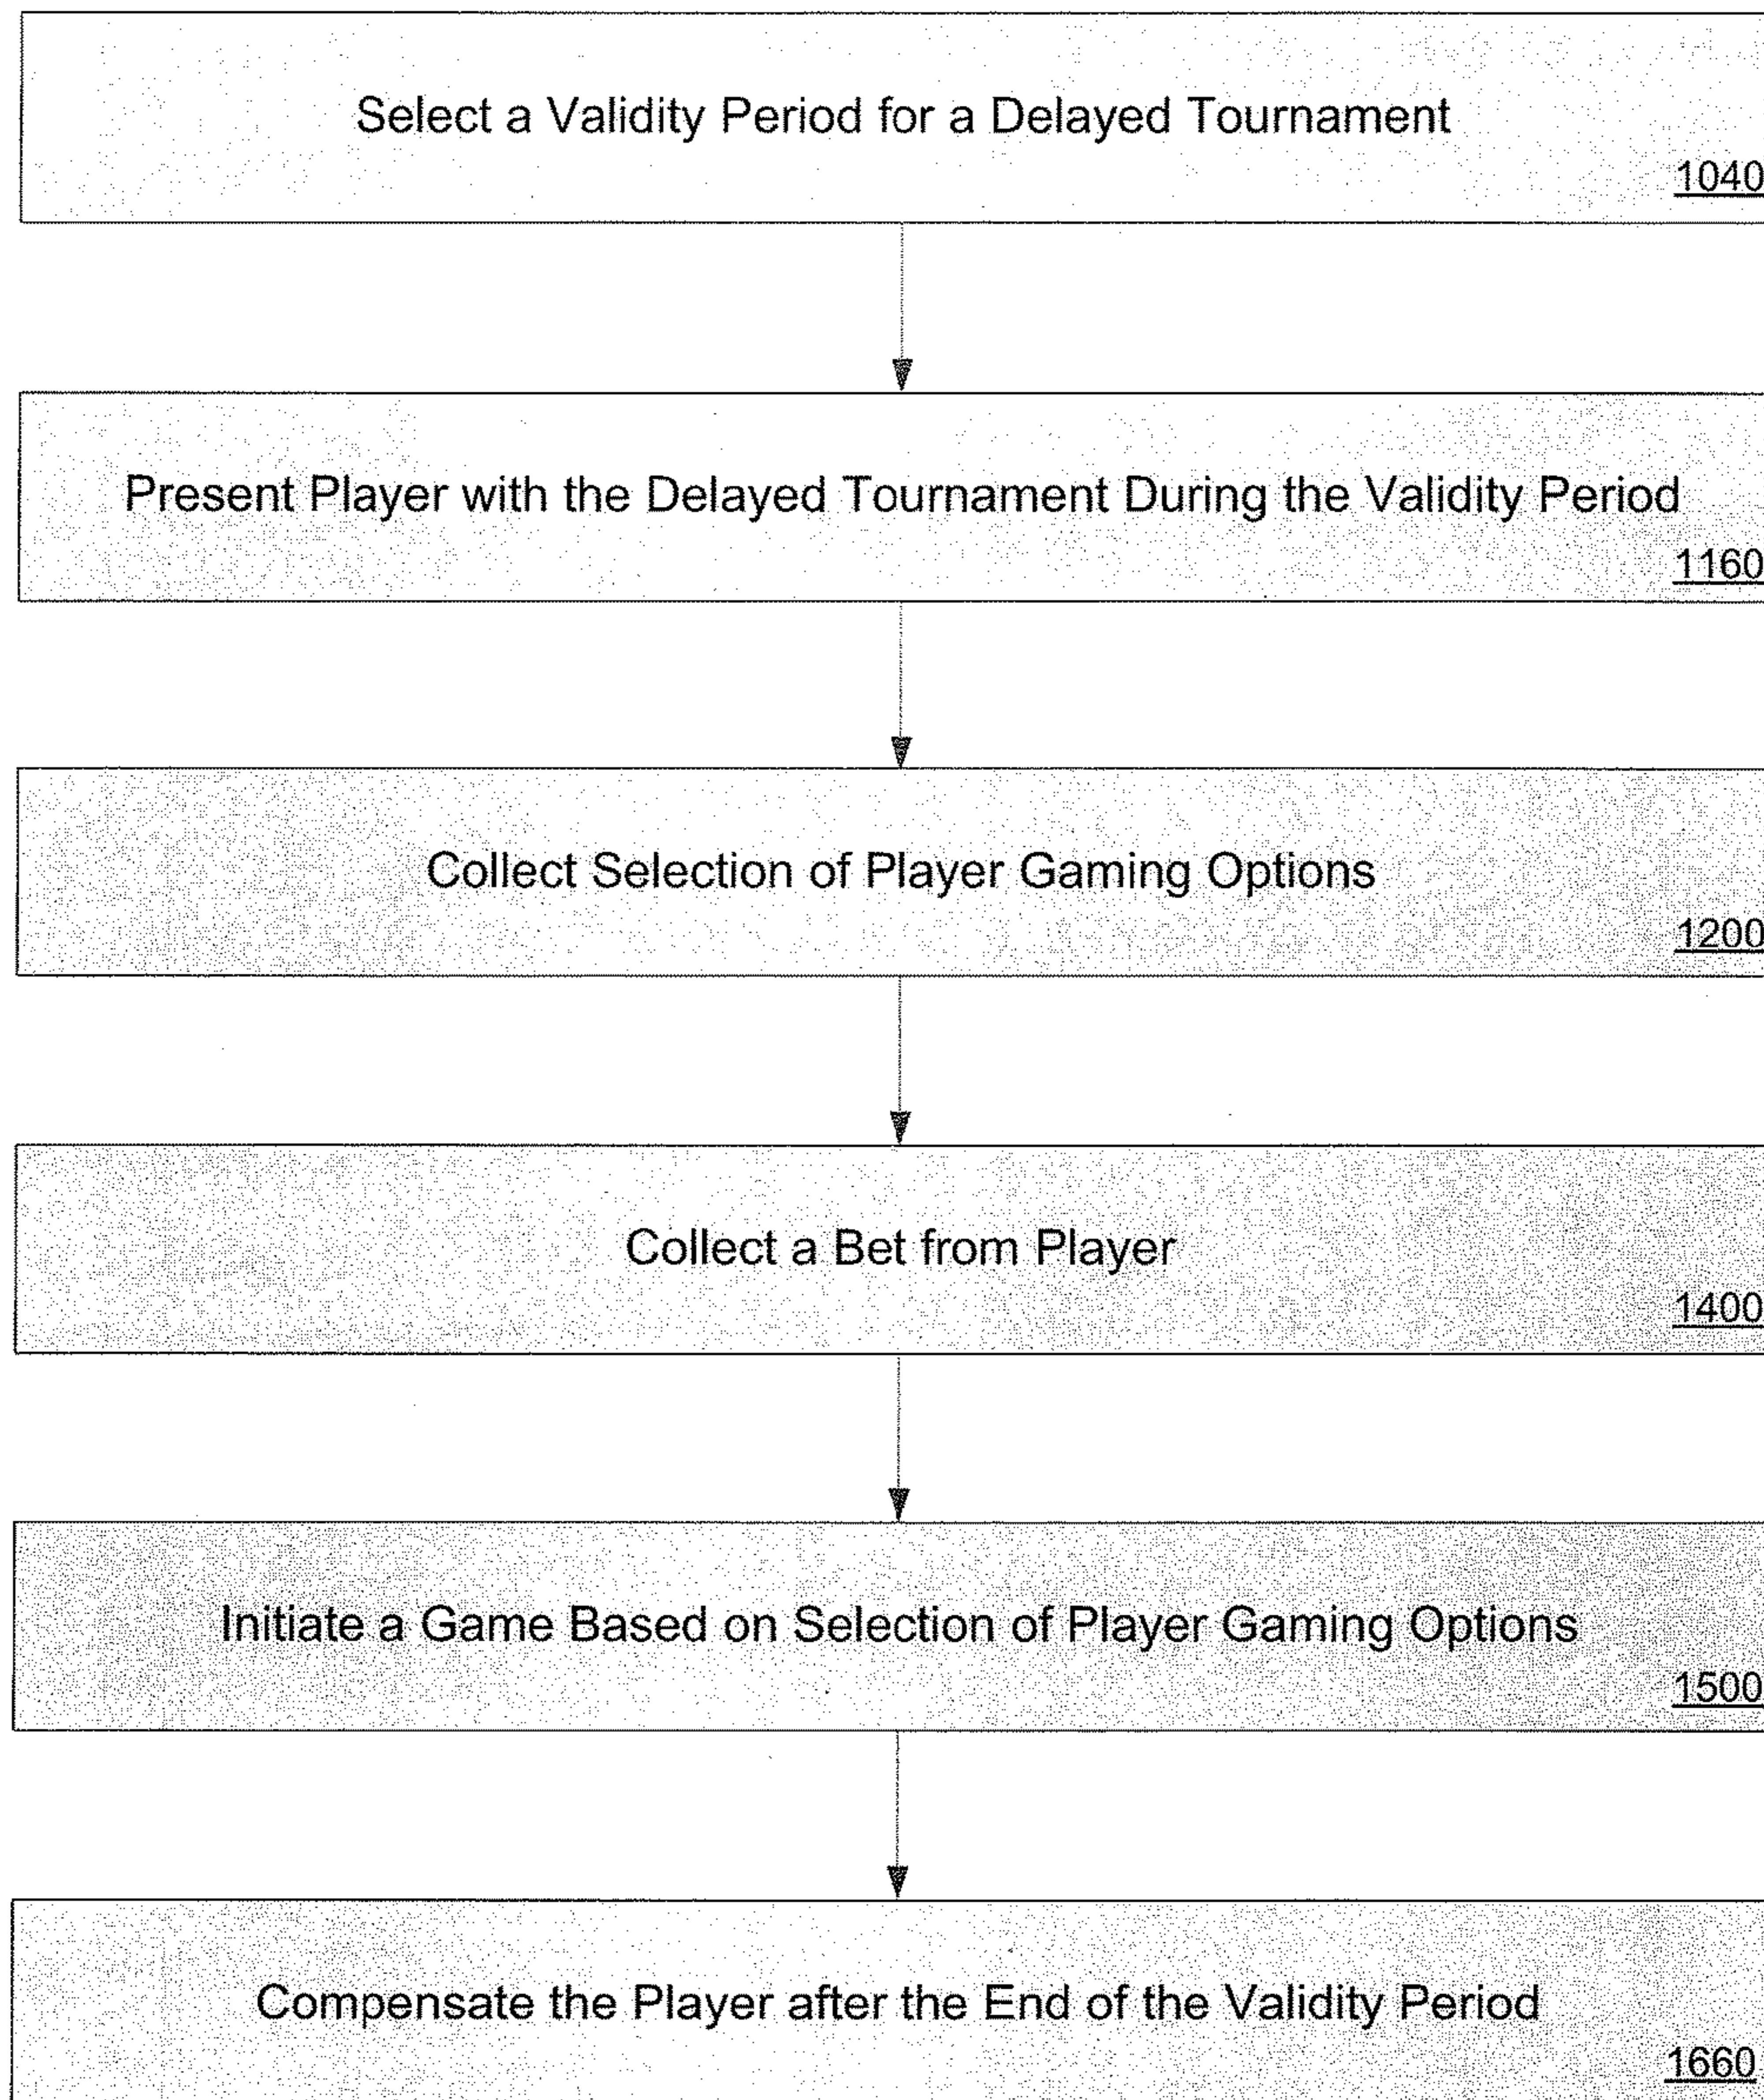 Select a Validity Period for a Delayed Tournament
1040
Present Player with the Delayed Tournament During the Validity Period
1160
Collect Selection of Player Gaming Options
1200
Collect a Bet from Player
1400
Initiate a Game Based on Selection of Player Gaming Options
1500
Compensate the Player after the End of the Validity Period
1660